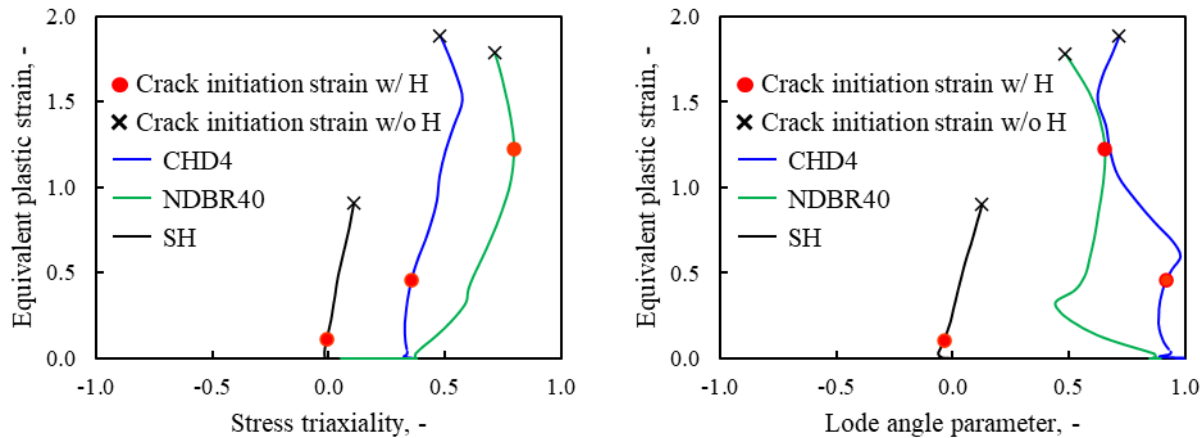 Equivalent plastic strain, -
2.0
1.5
1.0
0.5
0.0
Crack initiation strain w/ H
Crack initiation strain w/o H
CHD4
NDBR40
SH
-1.0
-0.5
0.0
0.5
1.0
Stress triaxiality, -
Equivalent plastic strain, -
2.0
1.5
1.0
0.5
0.0
Crack initiation strain w/ H
Crack initiation strain w/o H
CHD4
NDBR40
SH
-1.0
-0.5
0.0
0.5
1.0
Lode angle parameter, -